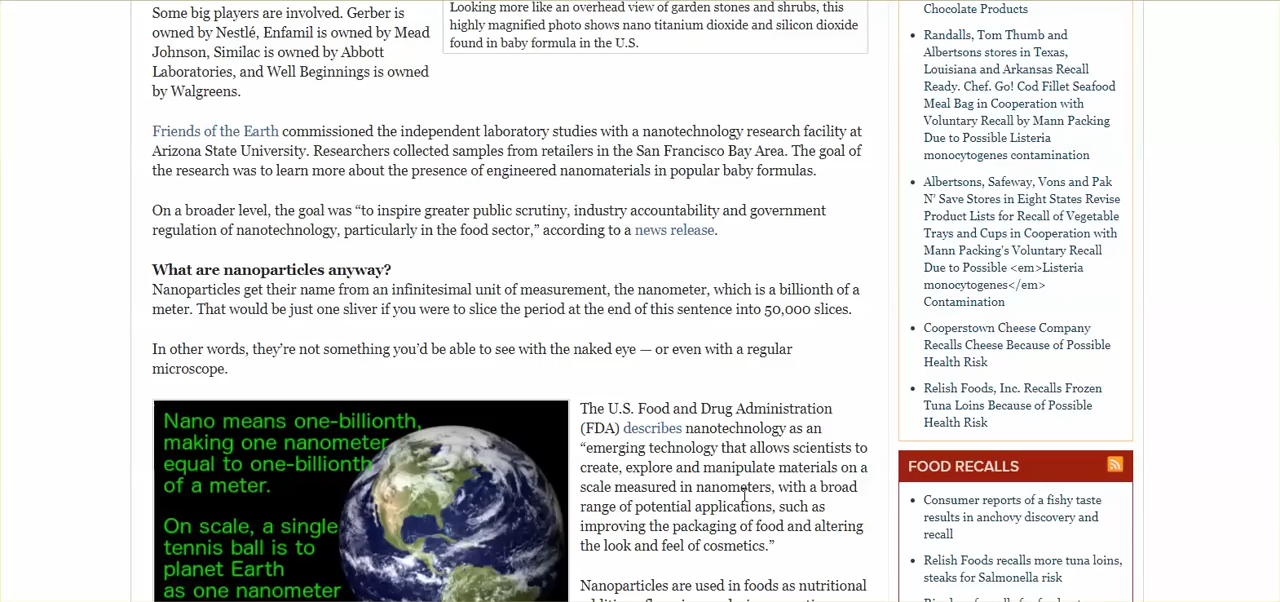 Some big players are involved. Gerber is
owned by Nestlé, Enfamil is owned by Mead
Johnson, Similac is owned by Abbott
Laboratories, and Well Beginnings is owned
by Walgreens.
Looking more like an overhead view of garden stones and shrubs, this
highly magnified photo shows nano titanium dioxide and silicon dioxide
found in baby formula in the U.S.
Friends of the Earth commissioned the independent laboratory studies with a nanotechnology research facility at
Arizona State University. Researchers collected samples from retailers in the San Francisco Bay Area. The goal of
the research was to learn more about the presence of engineered nanomaterials in popular baby formulas.
On a broader level, the goal was “to inspire greater public scrutiny, industry accountability and government
regulation of nanotechnology, particularly in the food sector,” according to a news release.
What are nanoparticles anyway?
Nanoparticles get their name from an infinitesimal unit of measurement, the nanometer, which is a billionth of a
meter. That would be just one sliver if you were to slice the period at the end of this sentence into 50,000 slices.
In other words, they’re not something you’d be able to see with the naked eye — or even with a regular
microscope.
Nano means one-billionth,
making one nanometer
equal to one-billionth
of a meter.
On scale, a single
tennis ball is to
planet Earth
as one nanometer
The U.S. Food and Drug Administration
(FDA) describes nanotechnology as an
“emerging technology that allows scientists to
create, explore and manipulate materials on a
scale measured in nanometers, with a broad
range of potential applications, such as
improving the packaging of food and altering
the look and feel of cosmetics.”
Nanoparticles are used in foods as nutritional
Chocolate Products
Randalls, Tom Thumb and
Albertsons stores in Texas,
Louisiana and Arkansas Recall
Ready. Chef. Go! Cod Fillet Seafood
Meal Bag in Cooperation with
Voluntary Recall by Mann Packing
Due to Possible Listeria
monocytogenes contamination
Albertsons, Safeway, Vons and Pak
N’ Save Stores in Eight States Revise
Product Lists for Recall of Vegetable
Trays and Cups in Cooperation with
Mann Packing's Voluntary Recall
Due to Possible <em>Listeria
monocytogenes</em>
Contamination
Cooperstown Cheese Company
Recalls Cheese Because of Possible
Health Risk
Relish Foods, Inc. Recalls Frozen
Tuna Loins Because of Possible
Health Risk
FOOD RECALLS
Consumer reports of a fishy taste
results in anchovy discovery and
recall
Relish Foods recalls more tuna loins,
steaks for Salmonella risk